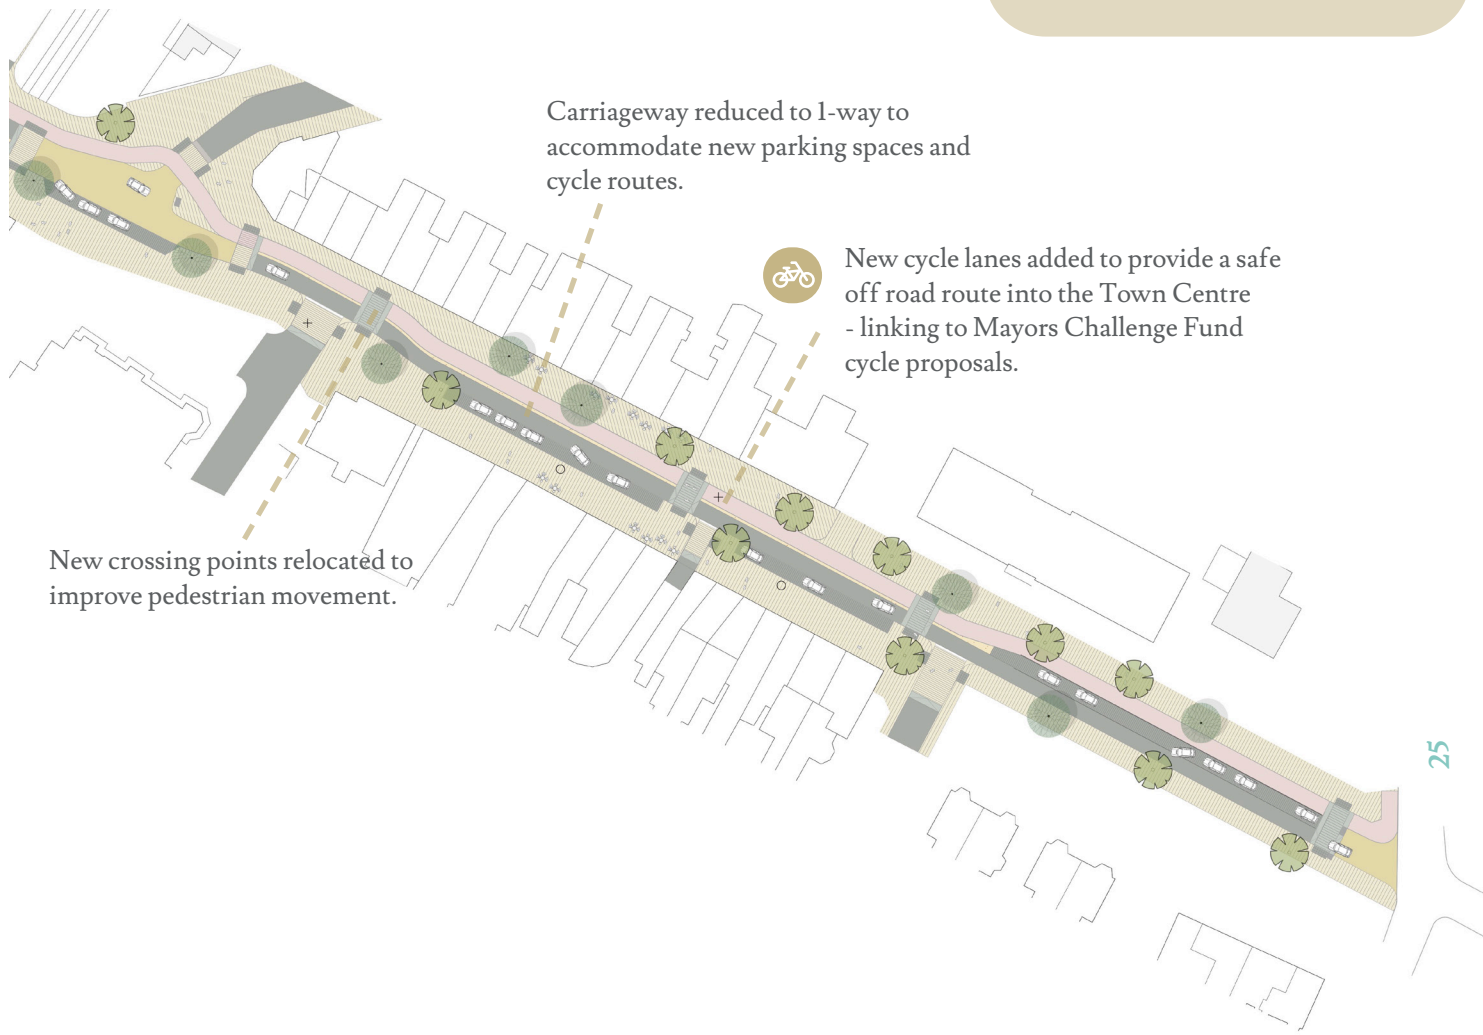 Carriageway reduced to 1-way to
accommodate new parking spaces and
cycle routes.
New cycle lanes added to provide a safe
off road route into the Town Centre
- linking to Mayors Challenge Fund
cycle proposals.
New crossing points relocated to
improve pedestrian movement.
25